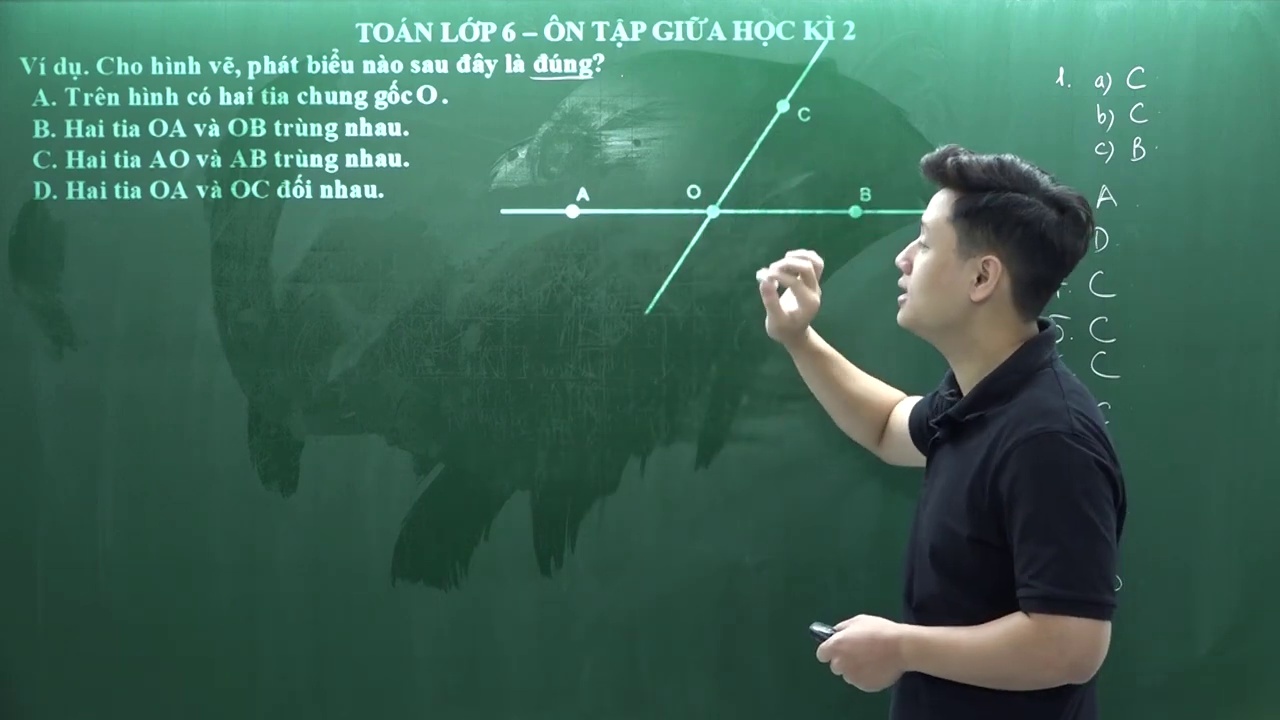 TOÁN LỚP 6 – ÔN TẬP GIỮA HỌC KÌ 2
Ví dụ. Cho hình vẽ, phát biểu nào sau đây là đúng?
A. Trên hình có hai tia chung gốc O.
B. Hai tia OA và OB trùng nhau.
C. Hai tia AO và AB trùng nhau.
D. Hai tia OA và OC đối nhau.
C
A O B
1. a) C
b) C
c) B
A
D
C
5. C
C